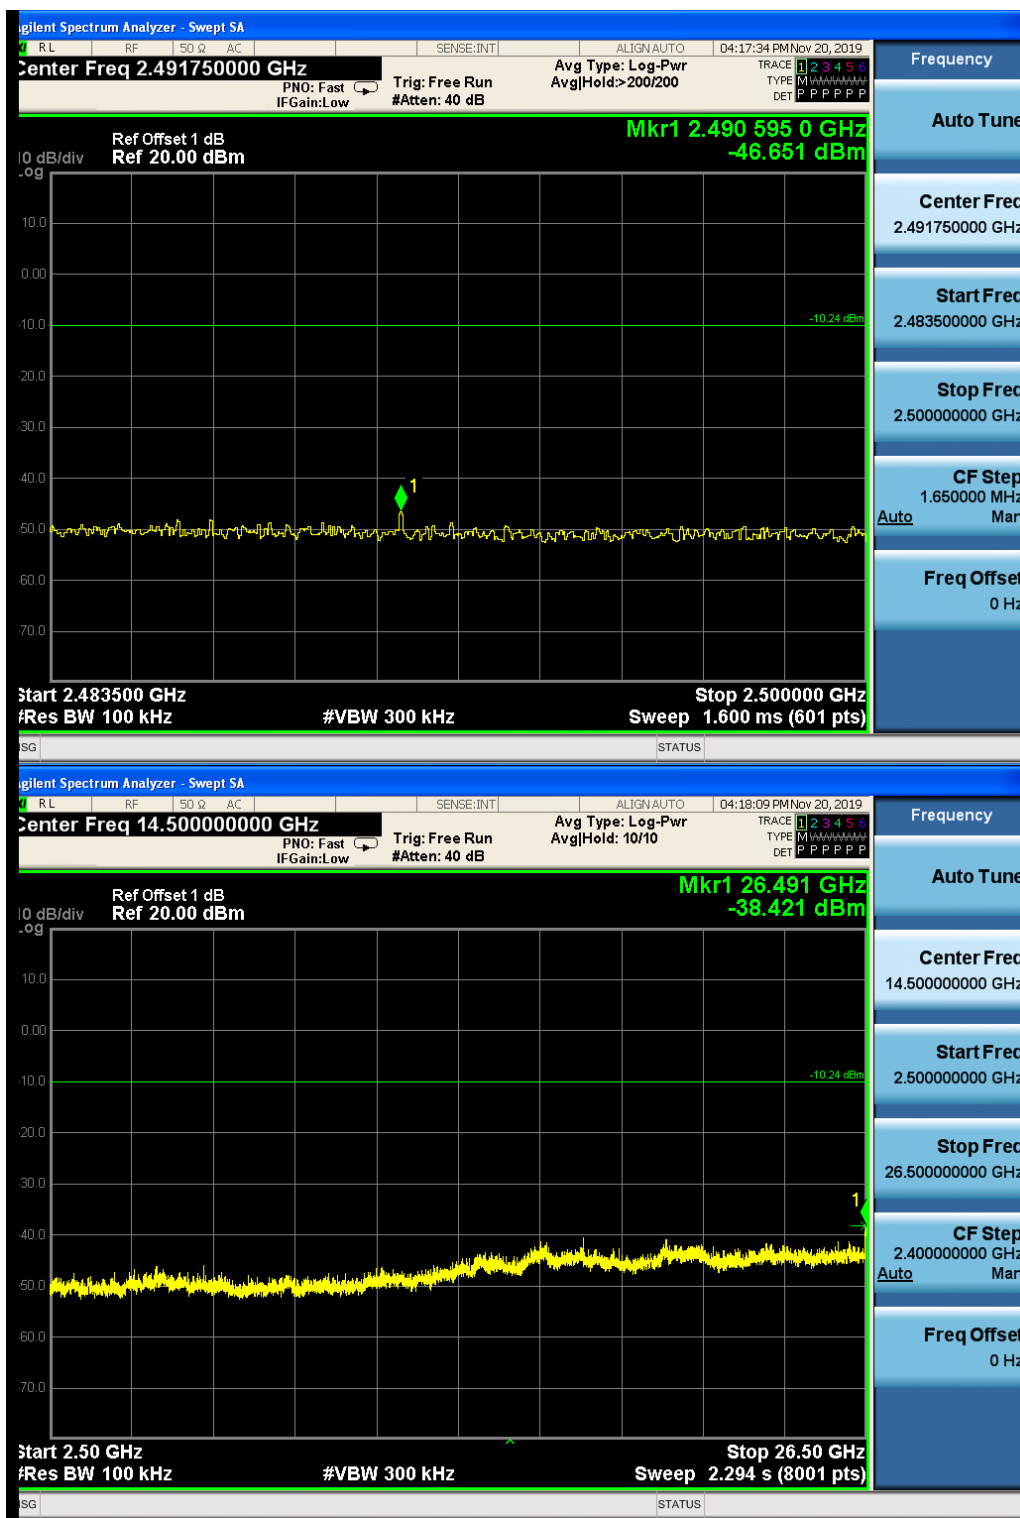 gilent Spectrum Analyzer - Swept SA
RL RF 50 Ω AC SENSE:INT ALIGNAUTO 04:17:34 PM Nov 20, 2019
Center Freq 2.491750000 GHz
PNO: Fast
IFGain:Low
Trig: Free Run
#Atten: 40 dB
Avg Type: Log-Pwr
Avg|Hold:>200/200
TRACE 1 2 3 4 5 6
TYPE M
DET P P P P P P
Frequency
Auto Tune
Mkr1 2.490 595 0 GHz
-46.651 dBm
Ref Offset 1 dB
10 dB/div Ref 20.00 dBm
Log
10.0
0.00
-10.0
-10.24 dBm
-20.0
-30.0
-40.0
1
-50.0
-60.0
-70.0
Center Freq
2.491750000 GHz
Start Freq
2.483500000 GHz
Stop Freq
2.500000000 GHz
CF Step
1.650000 MHz
Auto Man
Freq Offset
0 Hz
Start 2.483500 GHz Stop 2.500000 GHz
#Res BW 100 kHz #VBW 300 kHz Sweep 1.600 ms (601 pts)
SG STATUS
gilent Spectrum Analyzer - Swept SA
RL RF 50 Ω AC SENSE:INT ALIGNAUTO 04:18:09 PM Nov 20, 2019
Center Freq 14.500000000 GHz
PNO: Fast
IFGain:Low
Trig: Free Run
#Atten: 40 dB
Avg Type: Log-Pwr
Avg|Hold: 10/10
TRACE 1 2 3 4 5 6
TYPE M
DET P P P P P P
Frequency
Auto Tune
Mkr1 26.491 GHz
-38.421 dBm
Ref Offset 1 dB
10 dB/div Ref 20.00 dBm
Log
10.0
0.00
-10.0
-10.24 dBm
-20.0
-30.0
1
-40.0
-50.0
-60.0
-70.0
Center Freq
14.500000000 GHz
Start Freq
2.500000000 GHz
Stop Freq
26.500000000 GHz
CF Step
2.400000000 GHz
Auto Man
Freq Offset
0 Hz
Start 2.50 GHz Stop 26.50 GHz
#Res BW 100 kHz #VBW 300 kHz Sweep 2.294 s (8001 pts)
SG STATUS